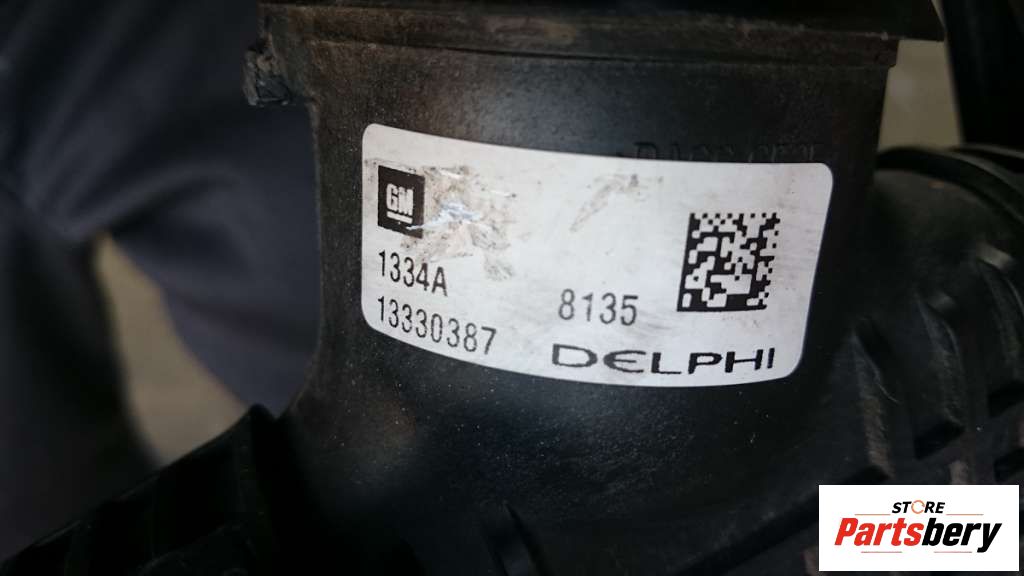 GM
1334A
13330387
8135
DELPHI
STORE
Partsbery